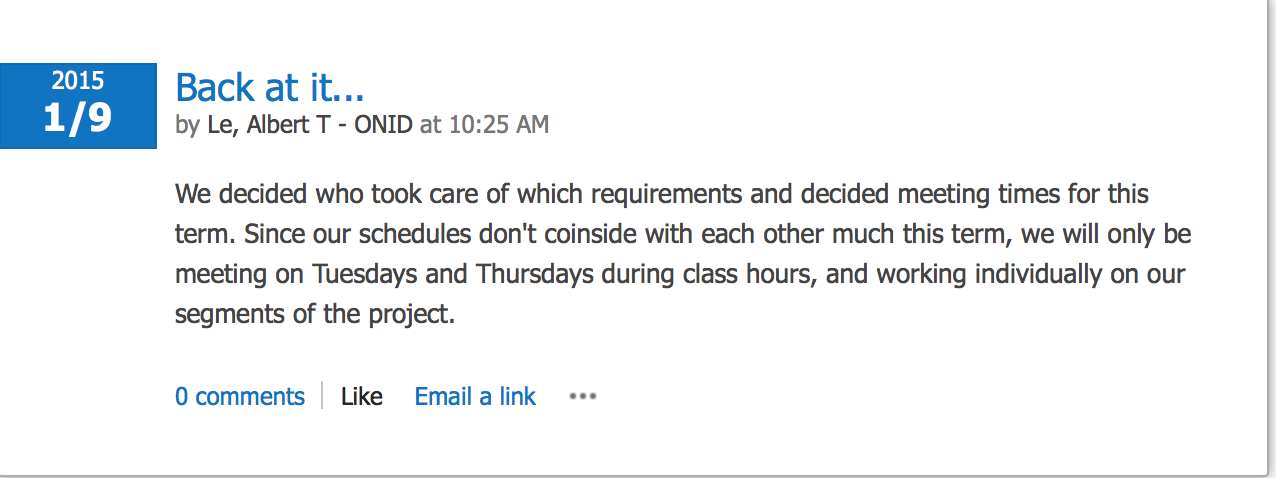 2015
1/9
Back at it...
by Le, Albert T - ONID at 10:25 AM
We decided who took care of which requirements and decided meeting times for this
term. Since our schedules don't coinside with each other much this term, we will only be
meeting on Tuesdays and Thursdays during class hours, and working individually on our
segments of the project.
0 comments Like Email a link •••